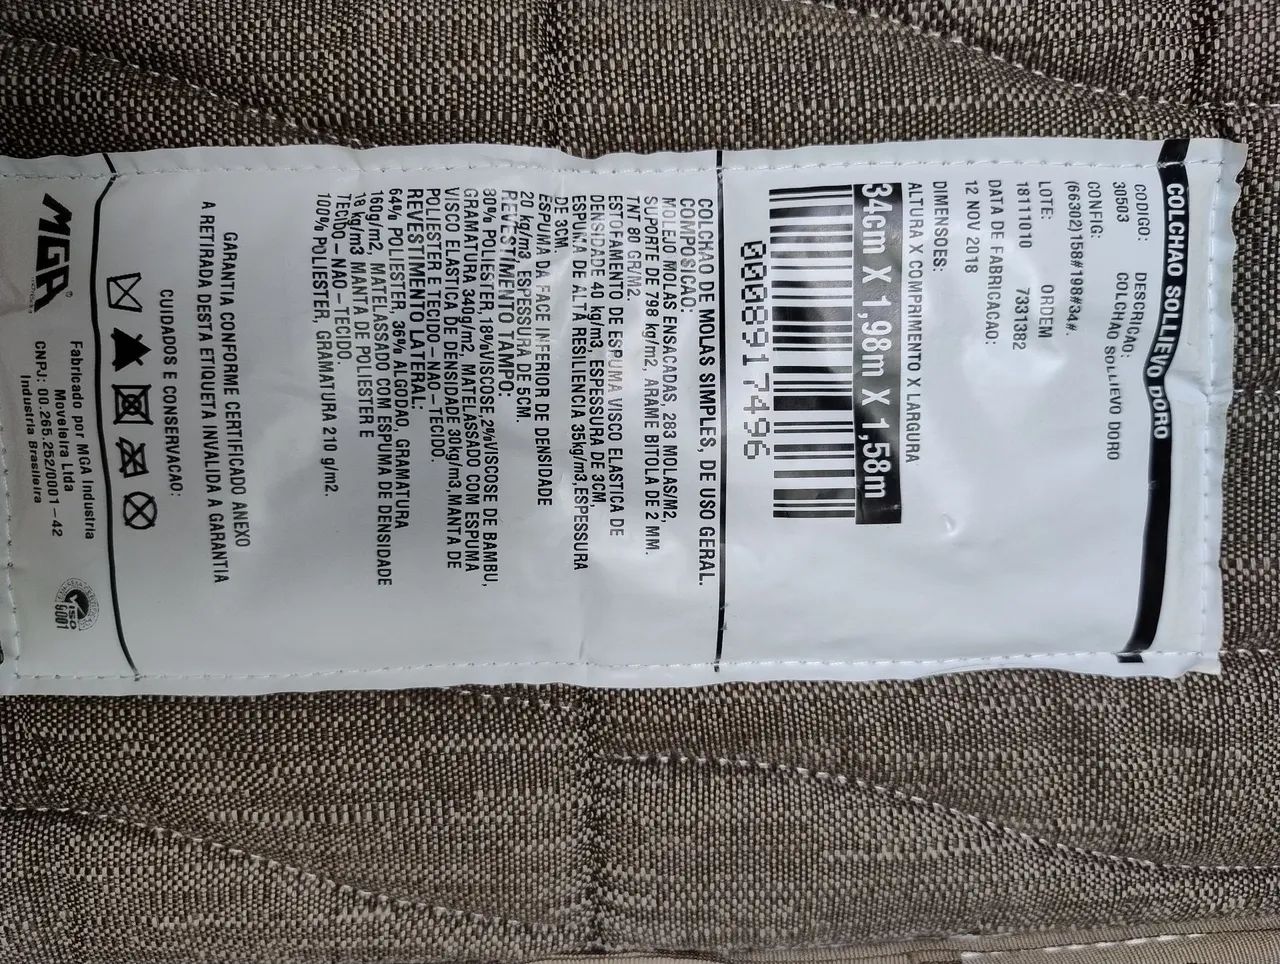 COLCHAO SOLLIEVO DORO
CODIGO: DESCRICAO:
30503 COLCHAO SOLLIEVO DORO
CONFIG:
(66302)158#198#34#.
LOTE: ORDEM
18111010 7331382
DATA DE FABRICACAO:
12 NOV 2018
DIMENSOES:
ALTURA X COMPRIMENTO X LARGURA
34cm X 1,98m X 1,58m
0008917496
COLCHAO DE MOLAS SIMPLES, DE USO GERAL.
COMPOSICAO:
MOLEJO MOLAS ENSACADAS, 283 MOLAS/M2,
SUPORTE DE 798 kg/m2, ARAME BITOLA DE 2 MM.
TNT 80 GR/M2.
ESTOFAMENTO DE ESPUMA VISCO ELASTICA DE
DENSIDADE 40 kg/m3, ESPESSURA DE 3CM,
ESPUMA DE ALTA RESILIENCIA 35kg/m3,ESPESSURA
DE 3CM.
ESPUMA DA FACE INFERIOR DE DENSIDADE
20 kg/m3 ESPESSURA DE 5CM.
REVESTIMENTO TAMPO:
80% POLIESTER,18%VISCOSE,2%VISCOSE DE BAMBU,
GRAMATURA 340g/m2, MATELASSADO COM ESPUMA
VISCO ELASTICA DE DENSIDADE 30kg/m3,MANTA DE
POLIESTER TECIDO-NAO-TECIDO.
REVESTIMENTO LATERAL:
64% POLIESTER, 36% ALGODAO, GRAMATURA
160g/m2, MATELASSADO COM ESPUMA DE DENSIDADE
18 kg/m3 MANTA DE POLIESTER E
TECIDO-NAO-TECIDO.
100% POLIESTER, GRAMATURA 210 g/m2.
GARANTIA CONFORME CERTIFICADO ANEXO
A RETIRADA DESTA ETIQUETA INVALIDA A GARANTIA
CUIDADOS E CONSERVACAO:
MGA®
Fabricado por MGA Industria
Moveleira Ltda
CNPJ: 00.265.252/0001-42
Industria Brasileira
ISO
9001